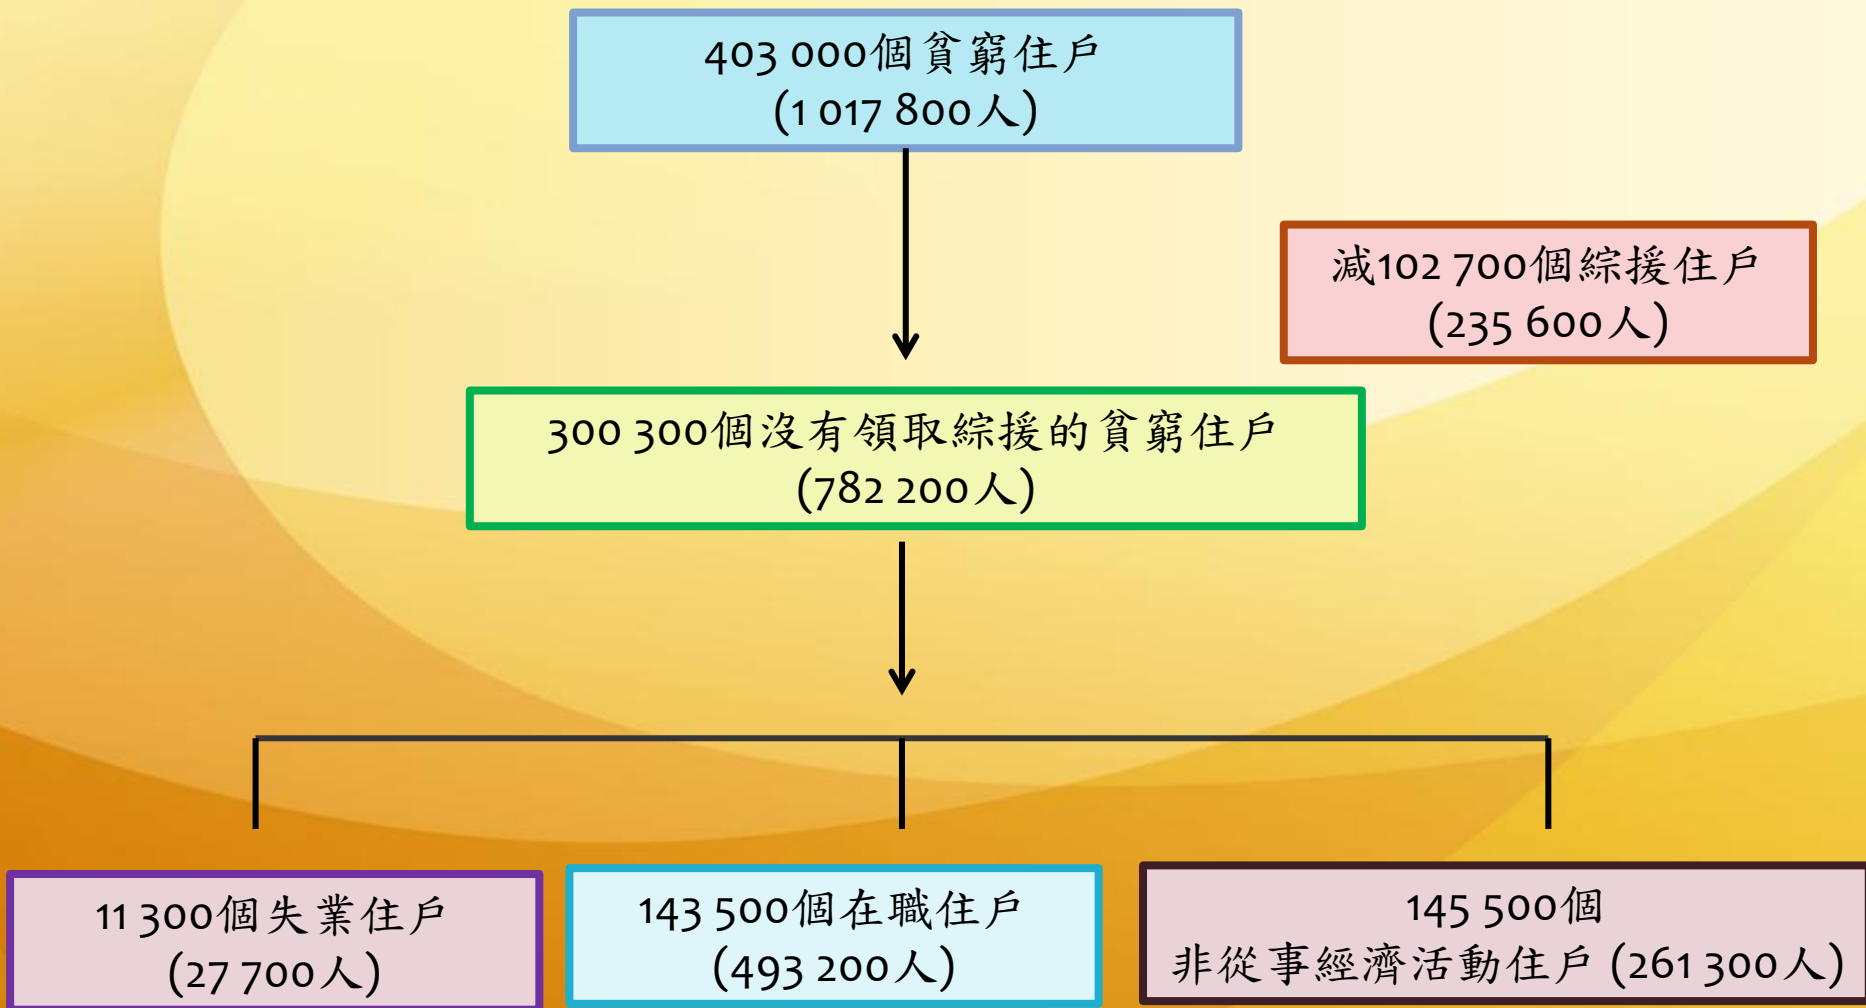 403 000個貧窮住戶
(1 017 800人)
減102 700個綜援住戶
(235 600人)
300 300個沒有領取綜援的貧窮住戶
(782 200人)
11 300個失業住戶
(27 700人)
143 500個在職住戶
(493 200人)
145 500個
非從事經濟活動住戶 (261 300人)